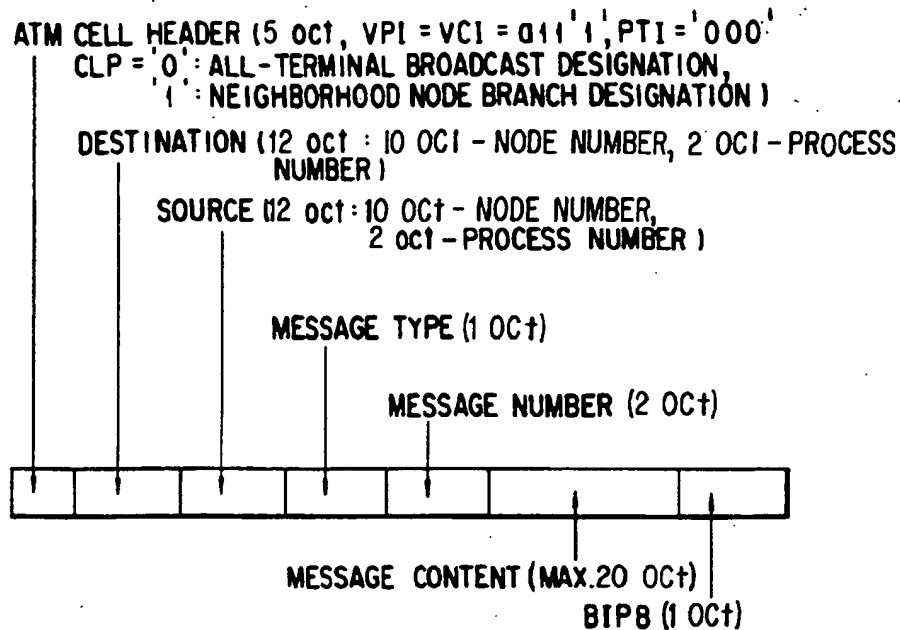 ATM CELL HEADER (5 oct, VPI = VCI = all '1', PTI = '000'
CLP = '0' : ALL-TERMINAL BROADCAST DESIGNATION,
'1' : NEIGHBORHOOD NODE BRANCH DESIGNATION )
DESTINATION (12 oct : 10 OCt - NODE NUMBER, 2 OCt - PROCESS
NUMBER )
SOURCE (12 oct : 10 OCt - NODE NUMBER,
2 oct - PROCESS NUMBER )
MESSAGE TYPE (1 OCt)
MESSAGE NUMBER (2 OCt)
MESSAGE CONTENT (MAX.20 OCt)
BIP8 (1 OCt)